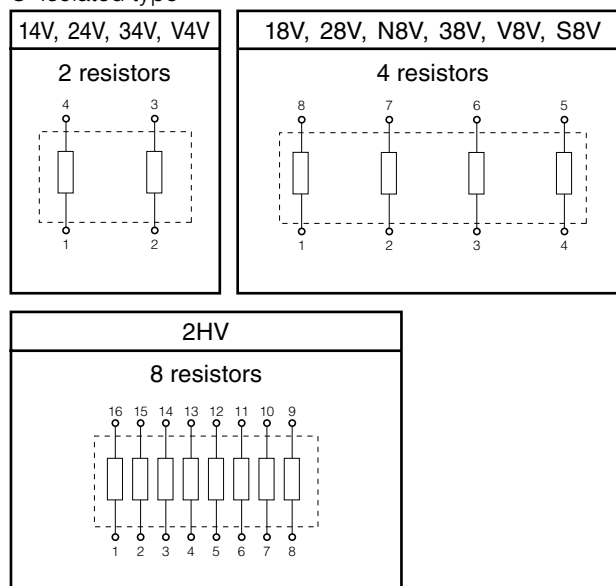 14V, 24V, 34V, V4V
2 resistors
4 3
1 2
18V, 28V, N8V, 38V, V8V, S8V
4 resistors
8 7 6 5
1 2 3 4
2HV
8 resistors
16 15 14 13 12 11 10 9
1 2 3 4 5 6 7 8